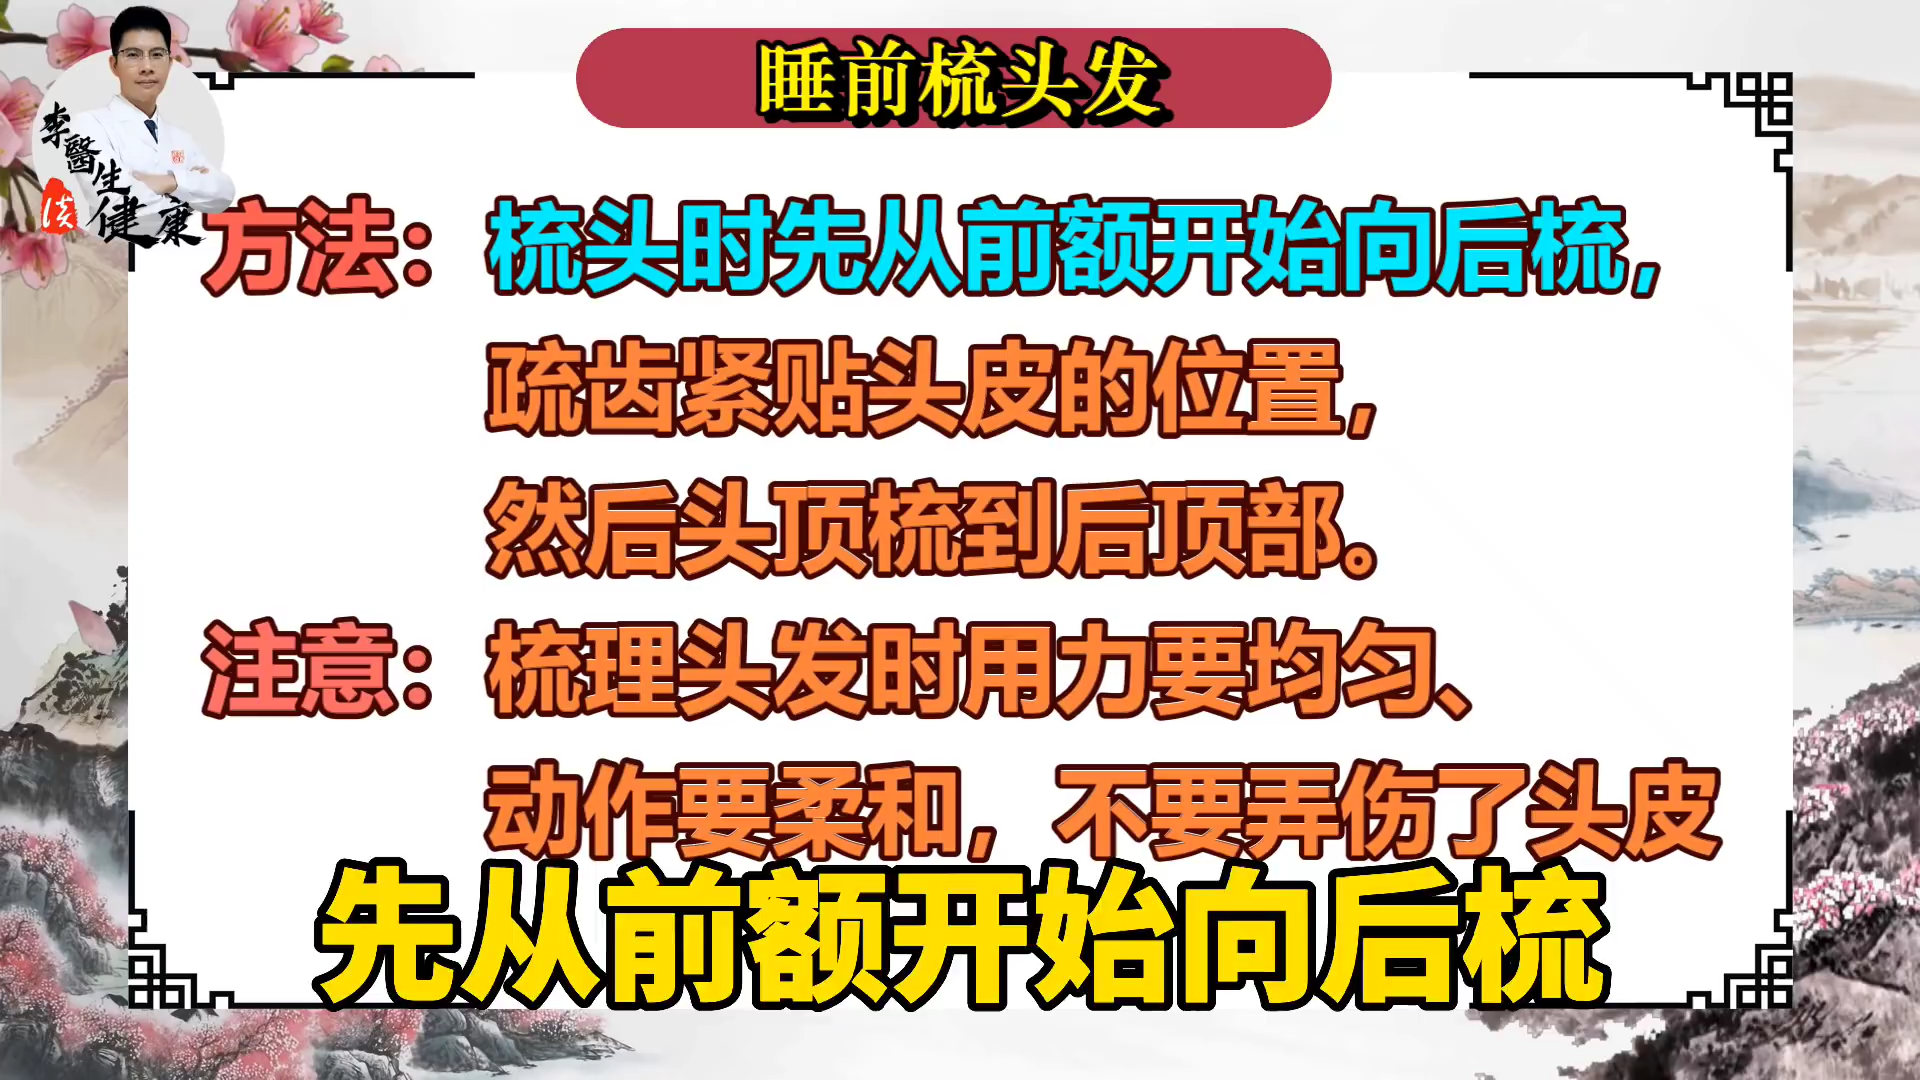 睡前梳头发
李醫生
谈健康
方法：梳头时先从前额开始向后梳，
疏齿紧贴头皮的位置，
然后头顶梳到后顶部。
注意：梳理头发时用力要均匀、
动作要柔和，不要弄伤了头皮
先从前额开始向后梳